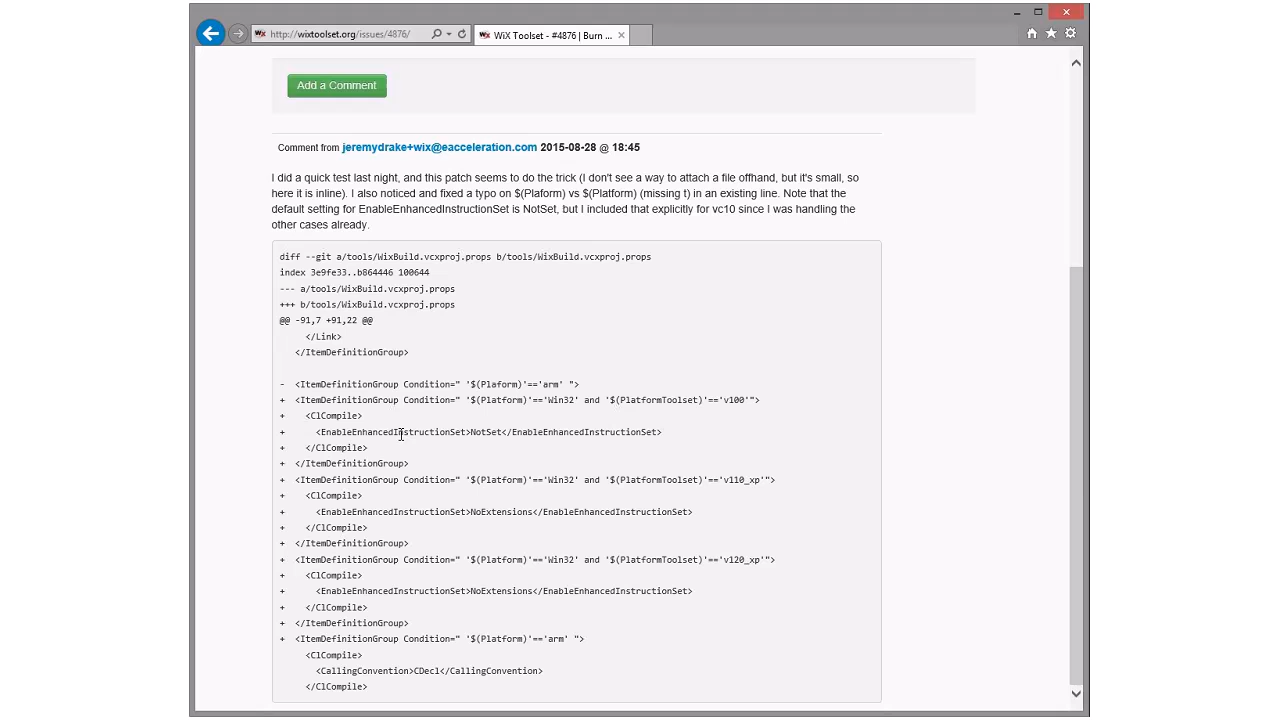 http://wixtoolset.org/issues/4876/
WiX Toolset - #4876 | Burn ...
Add a Comment
Comment from jeremydrake+wix@eacceleration.com 2015-08-28 @ 18:45
I did a quick test last night, and this patch seems to do the trick (I don't see a way to attach a file offhand, but it's small, so
here it is inline). I also noticed and fixed a typo on $(Plaform) vs $(Platform) (missing t) in an existing line. Note that the
default setting for EnableEnhancedInstructionSet is NotSet, but I included that explicitly for vc10 since I was handling the
other cases already.
diff --git a/tools/WixBuild.vcxproj.props b/tools/WixBuild.vcxproj.props
index 3e9fe33..b864446 100644
--- a/tools/WixBuild.vcxproj.props
+++ b/tools/WixBuild.vcxproj.props
@@ -91,7 +91,22 @@
</Link>
</ItemDefinitionGroup>
- <ItemDefinitionGroup Condition=" '$(Plaform)'=='arm' ">
+ <ItemDefinitionGroup Condition=" '$(Platform)'=='Win32' and '$(PlatformToolset)'=='v100'">
+ <ClCompile>
+ <EnableEnhancedInstructionSet>NotSet</EnableEnhancedInstructionSet>
+ </ClCompile>
+ </ItemDefinitionGroup>
+ <ItemDefinitionGroup Condition=" '$(Platform)'=='Win32' and '$(PlatformToolset)'=='v110_xp'">
+ <ClCompile>
+ <EnableEnhancedInstructionSet>NoExtensions</EnableEnhancedInstructionSet>
+ </ClCompile>
+ </ItemDefinitionGroup>
+ <ItemDefinitionGroup Condition=" '$(Platform)'=='Win32' and '$(PlatformToolset)'=='v120_xp'">
+ <ClCompile>
+ <EnableEnhancedInstructionSet>NoExtensions</EnableEnhancedInstructionSet>
+ </ClCompile>
+ </ItemDefinitionGroup>
+ <ItemDefinitionGroup Condition=" '$(Platform)'=='arm' ">
<ClCompile>
<CallingConvention>CDecl</CallingConvention>
</ClCompile>